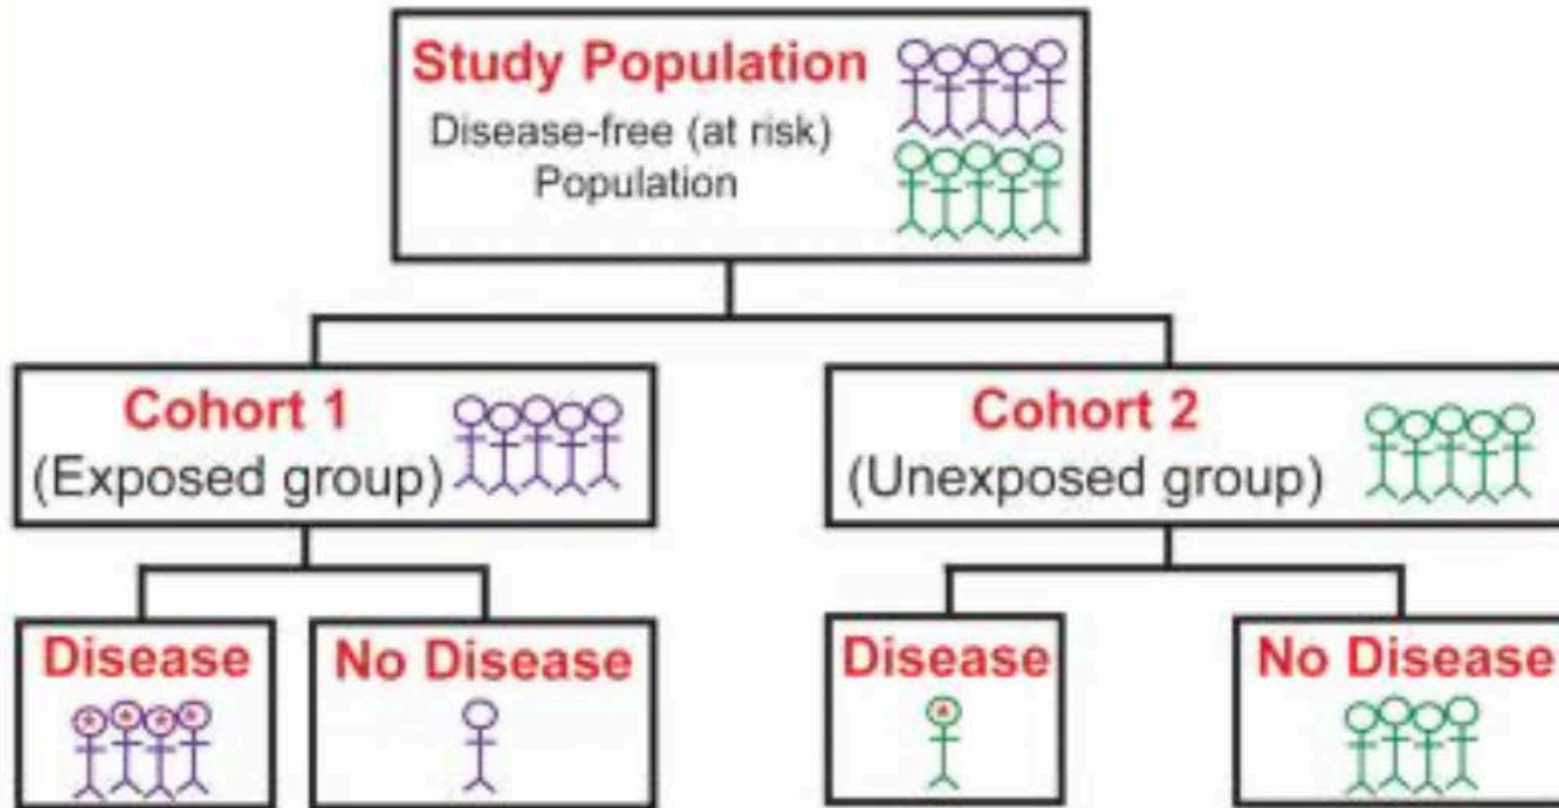 Study Population
Disease-free (at risk)
Population
Cohort 1
(Exposed group)
Cohort 2
(Unexposed group)
Disease
No Disease
Disease
No Disease